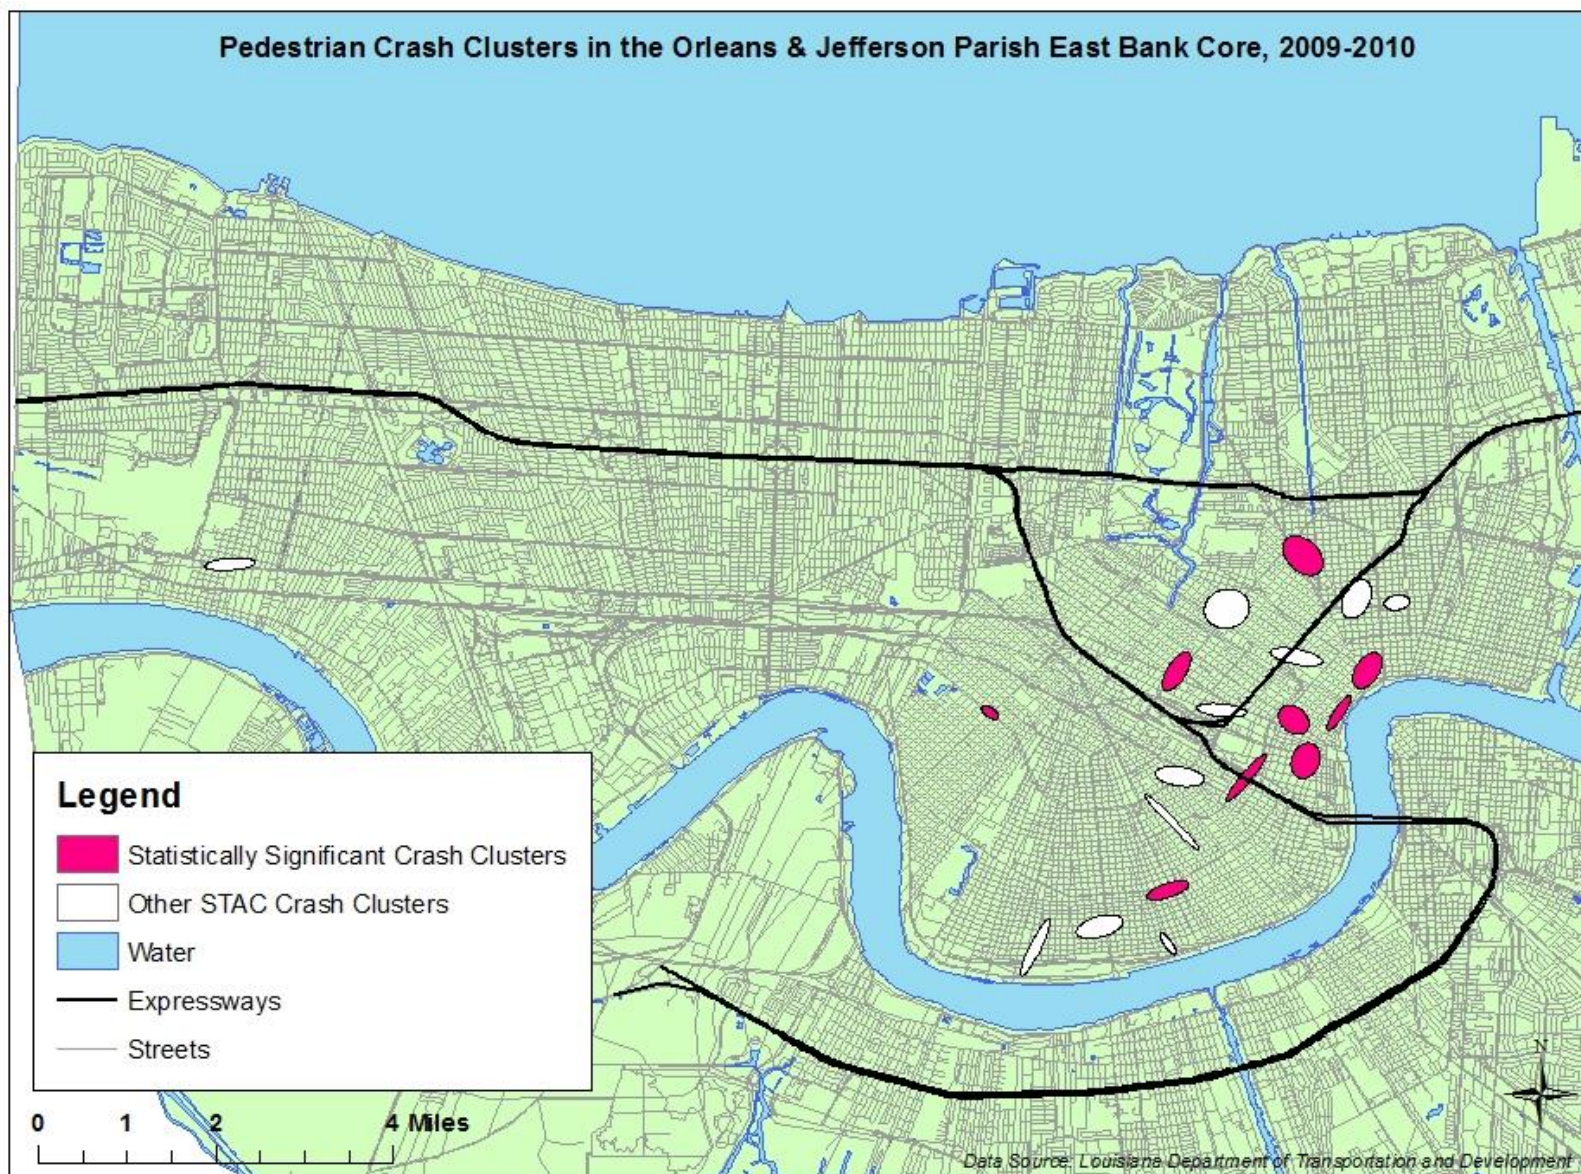 Pedestrian Crash Clusters in the Orleans & Jefferson Parish East Bank Core, 2009-2010
Legend
Statistically Significant Crash Clusters
Other STAC Crash Clusters
Water
Expressways
Streets
0 1 2 4 Miles
N
Data Source: Louisiana Department of Transportation and Development